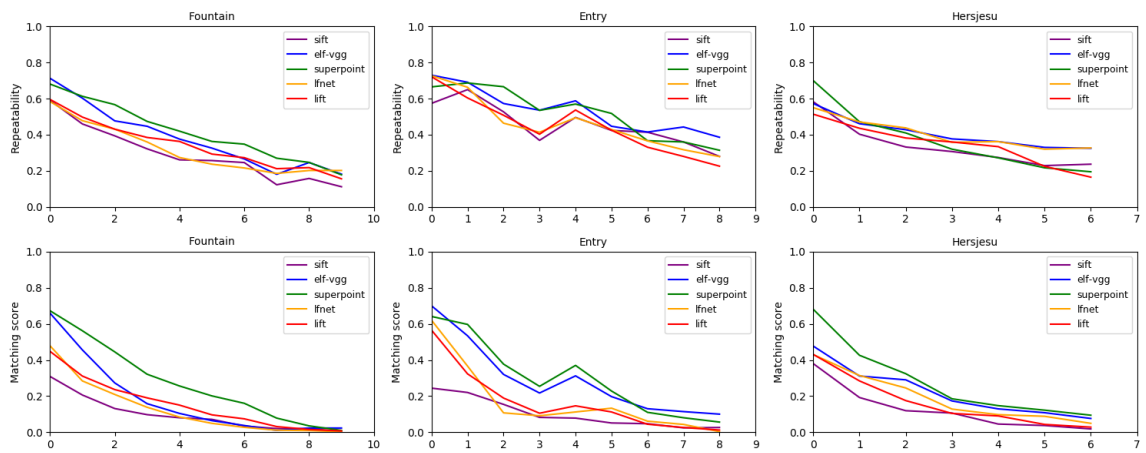 Fountain
Repeatability
1.0
0.8
0.6
0.4
0.2
0.0
sift
elf-vgg
superpoint
lfnet
lift
0 2 4 6 8 10
Entry
Repeatability
1.0
0.8
0.6
0.4
0.2
0.0
sift
elf-vgg
superpoint
lfnet
lift
0 1 2 3 4 5 6 7 8 9
Hersjesu
Repeatability
1.0
0.8
0.6
0.4
0.2
0.0
sift
elf-vgg
superpoint
lfnet
lift
0 1 2 3 4 5 6 7
Fountain
Matching score
1.0
0.8
0.6
0.4
0.2
0.0
sift
elf-vgg
superpoint
lfnet
lift
0 2 4 6 8 10
Entry
Matching score
1.0
0.8
0.6
0.4
0.2
0.0
sift
elf-vgg
superpoint
lfnet
lift
0 1 2 3 4 5 6 7 8 9
Hersjesu
Matching score
1.0
0.8
0.6
0.4
0.2
0.0
sift
elf-vgg
superpoint
lfnet
lift
0 1 2 3 4 5 6 7